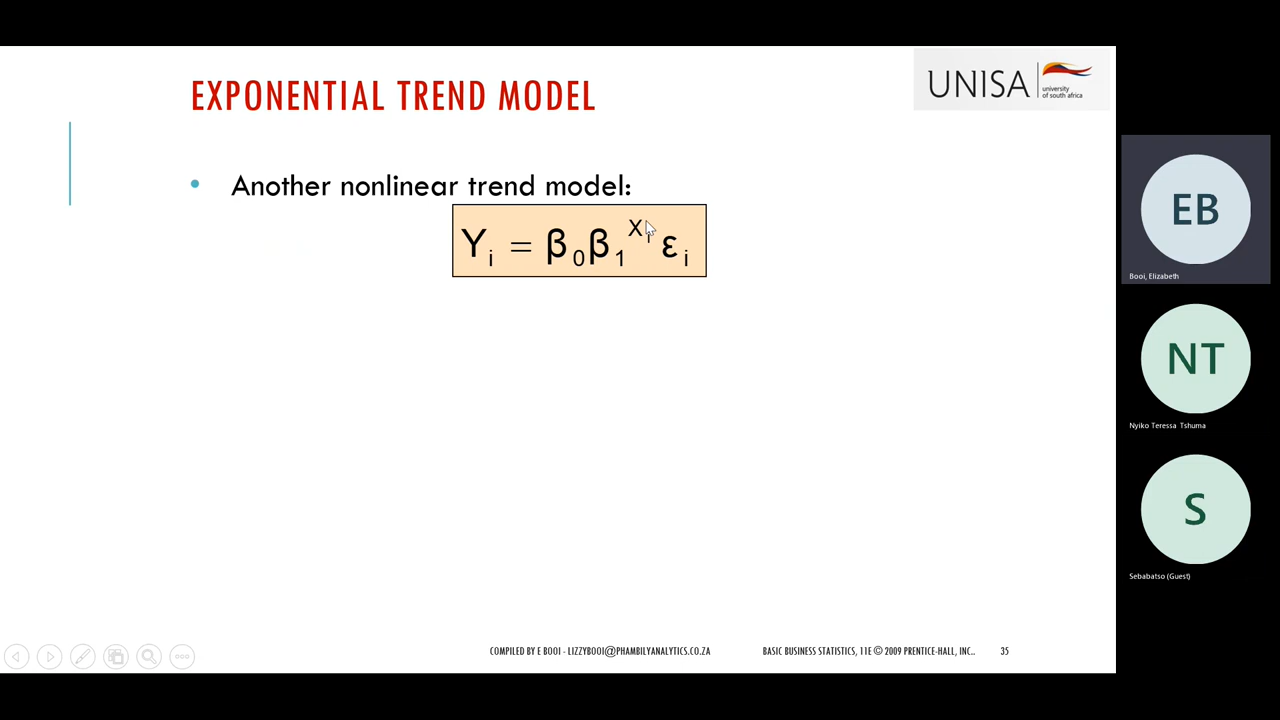 EXPONENTIAL TREND MODEL
UNISA
university
of south africa
• Another nonlinear trend model:
Yᵢ = β₀β₁^Xᵢ εᵢ
COMPILED BY E BOOI - LIZZYBOOI@PHAMBILYANALYTICS.CO.ZA
BASIC BUSINESS STATISTICS, 11E © 2009 PRENTICE-HALL, INC..
35
EB
Booi, Elizabeth
NT
Nyiko Teressa Tshuma
S
Sebabatso (Guest)